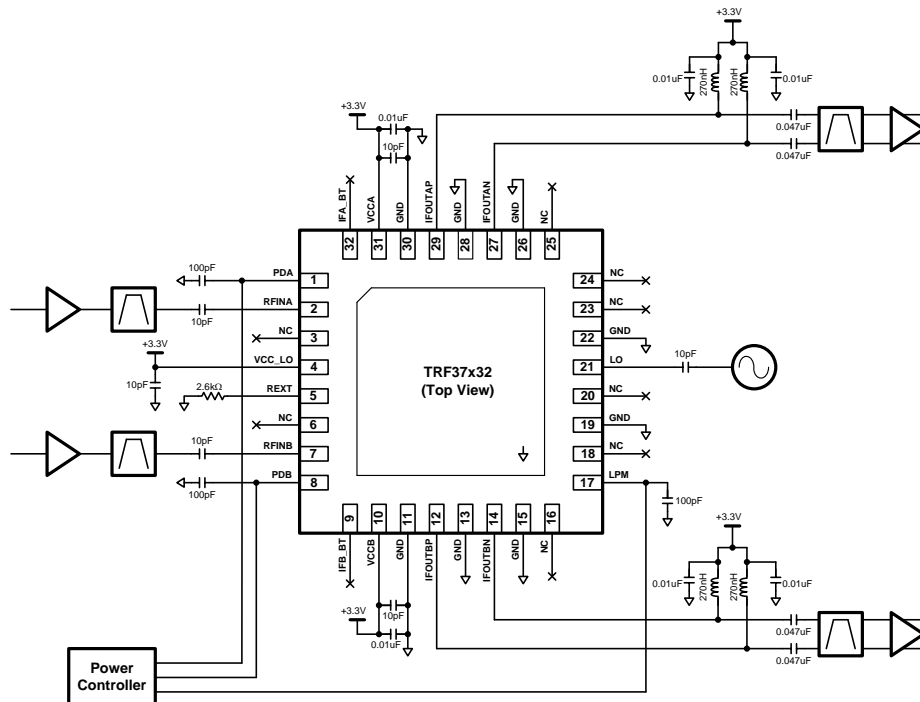 +3.3V
0.01uF
270nH
270nH
0.01uF
+3.3V
0.01uF
10pF
0.047uF
0.047uF
IFA_BT
VCCA
GND
IFOUTAP
GND
IFOUTAN
GND
NC
32
31
30
29
28
27
26
25
100pF
PDA
1
24
NC
10pF
RFINA
2
23
NC
NC
3
22
GND
+3.3V
VCC_LO
4
21
LO
10pF
10pF
2.6kΩ
REXT
5
20
NC
TRF37x32
(Top View)
NC
6
19
GND
10pF
RFINB
7
18
NC
100pF
PDB
8
17
LPM
100pF
9
10
11
12
13
14
15
16
IFB_BT
VCCB
GND
IFOUTBP
GND
IFOUTBN
GND
NC
+3.3V
10pF
0.01uF
+3.3V
0.01uF
270nH
270nH
0.01uF
0.047uF
0.047uF
Power
Controller